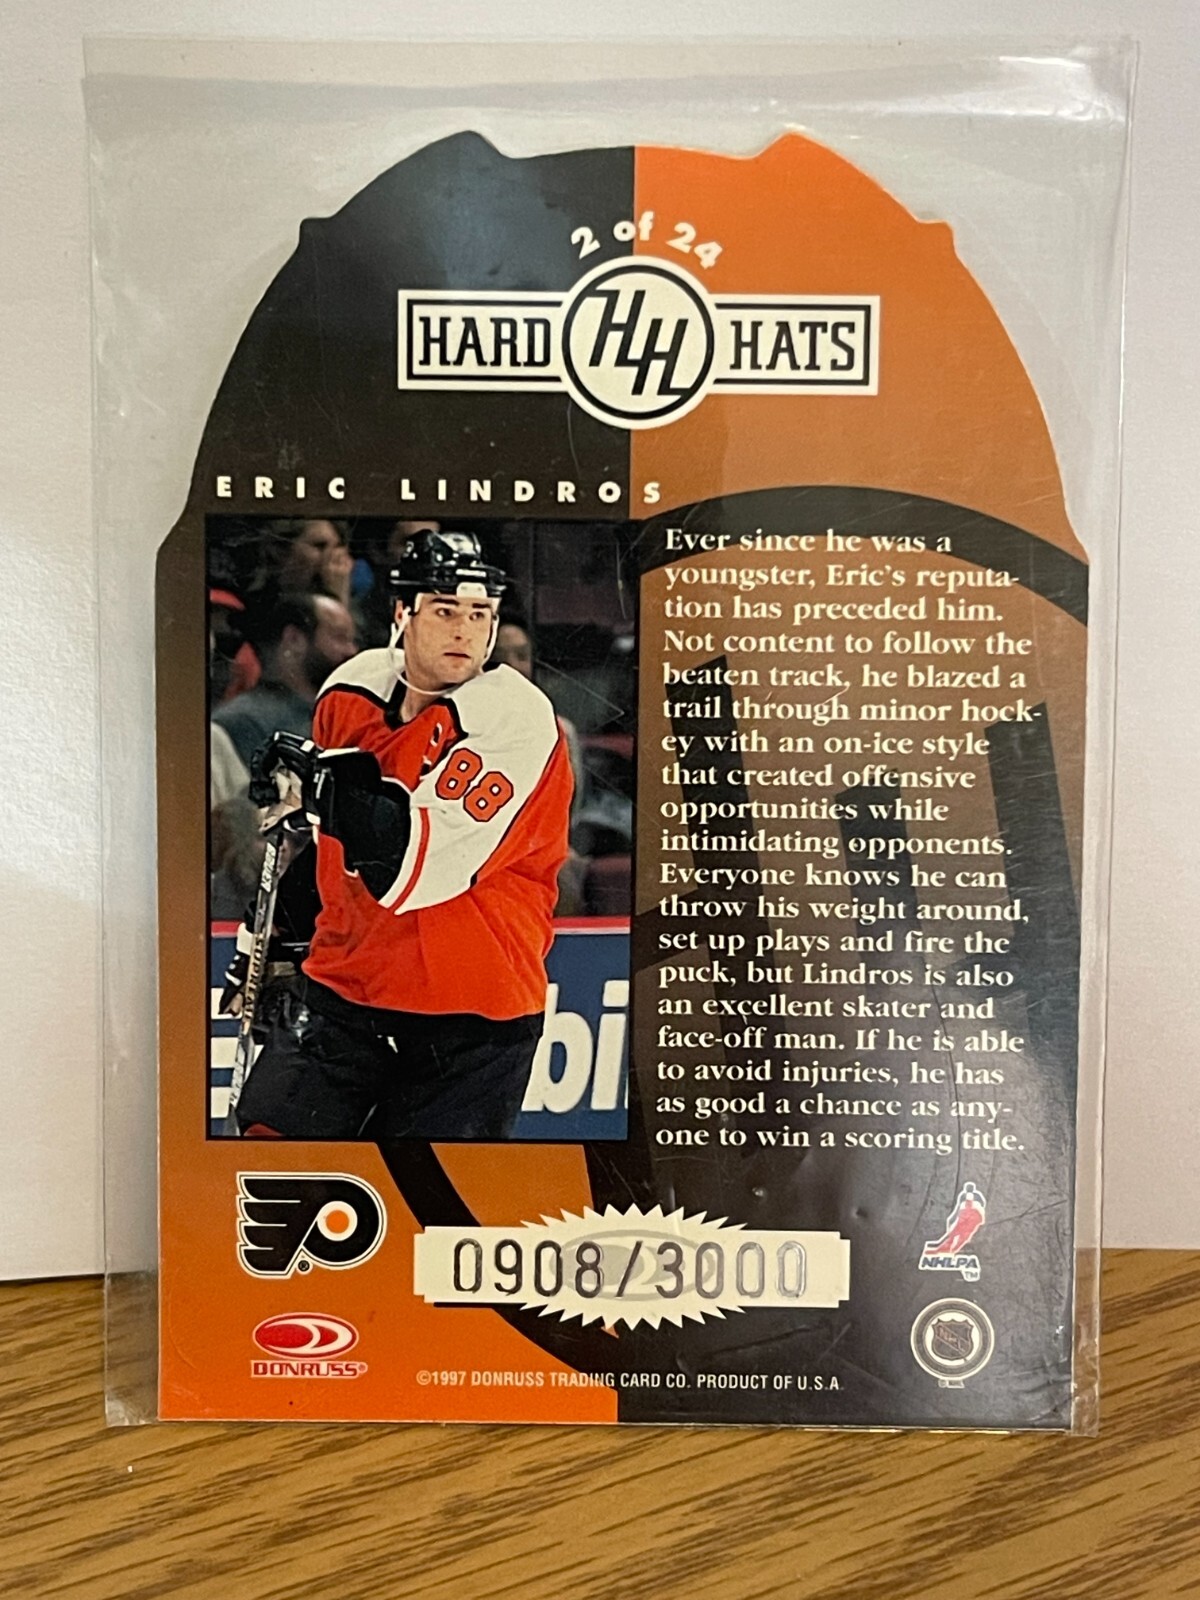 2 of 24
HARD HH HATS
ERIC LINDROS
Ever since he was a
youngster, Eric's reputa-
tion has preceded him.
Not content to follow the
beaten track, he blazed a
trail through minor hock-
ey with an on-ice style
that created offensive
opportunities while
intimidating opponents.
Everyone knows he can
throw his weight around,
set up plays and fire the
puck, but Lindros is also
an excellent skater and
face-off man. If he is able
to avoid injuries, he has
as good a chance as any-
one to win a scoring title.
88
bi
0908/3000
NHLPA
TM
DONRUSS®
NHL
©1997 DONRUSS TRADING CARD CO. PRODUCT OF U.S.A.